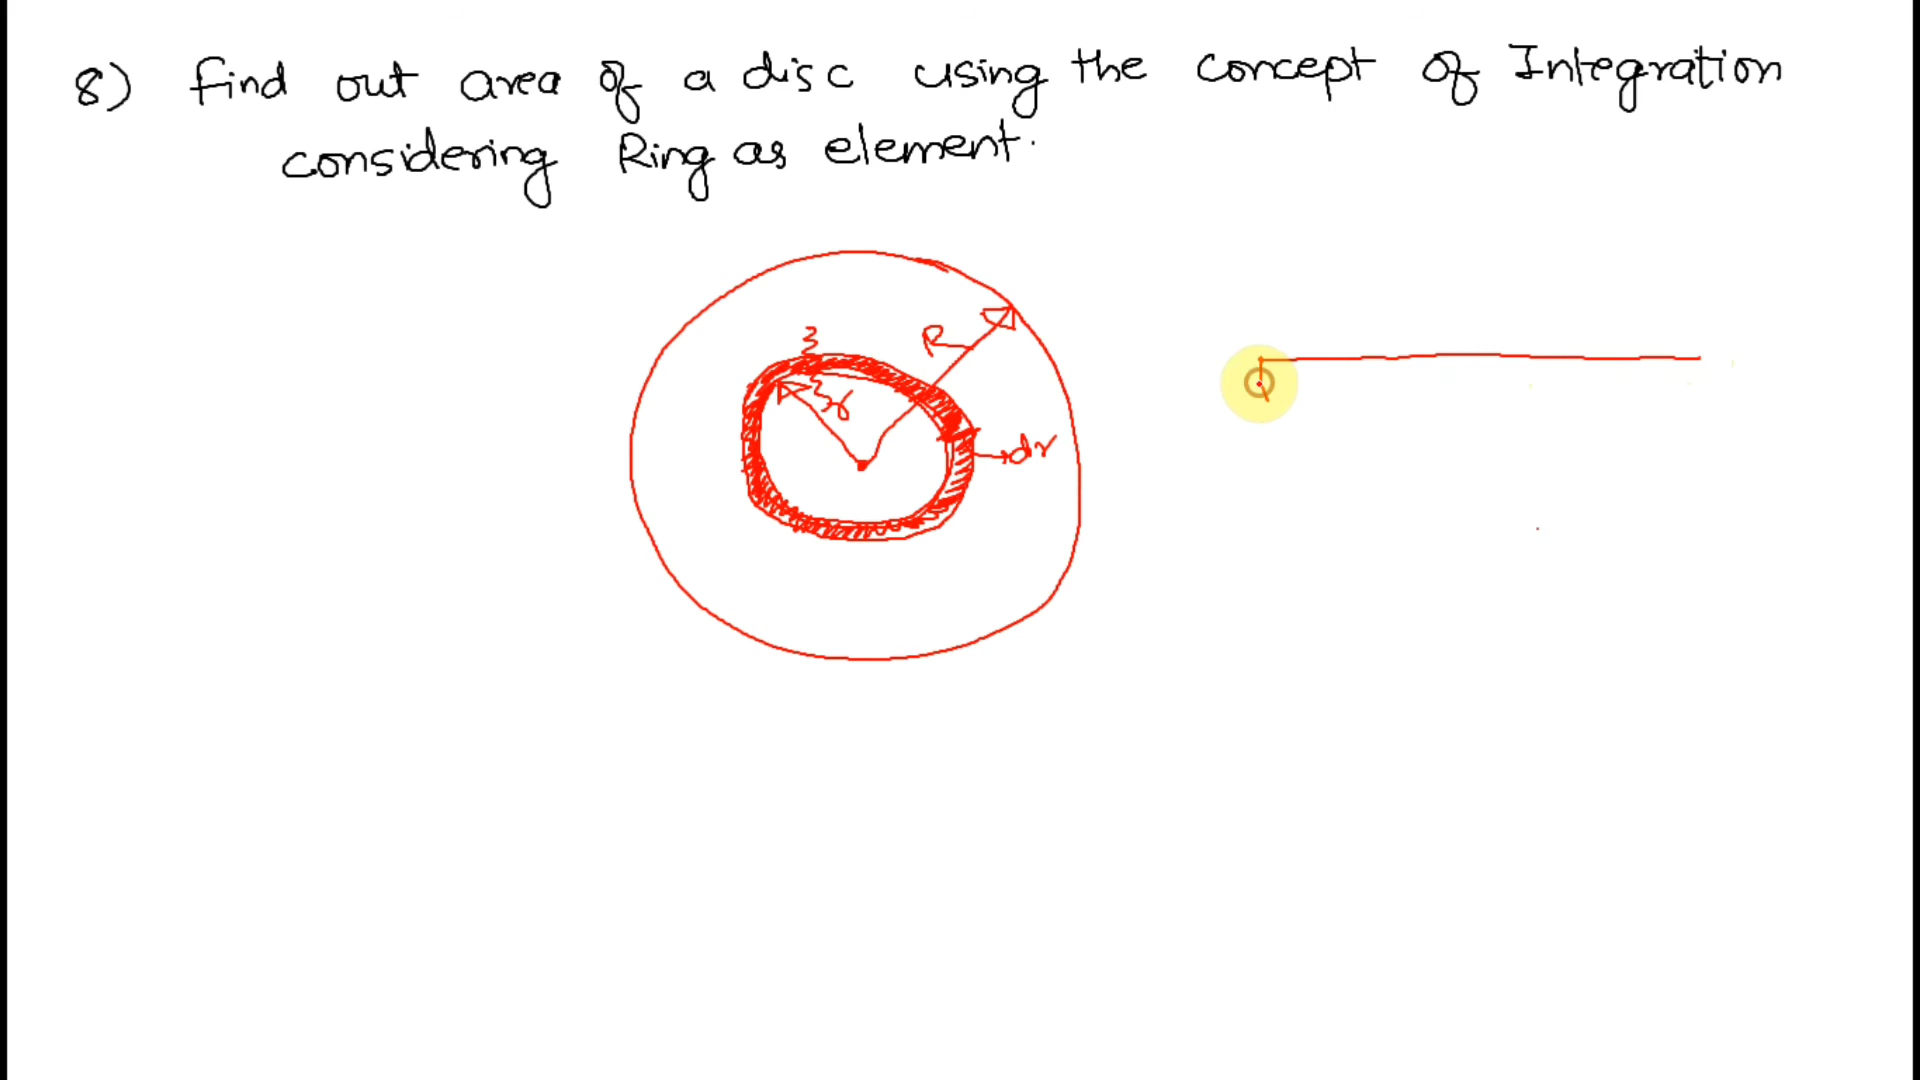 8) find out area of a disc using the concept of Integration
considering Ring as element.
R
r
dr